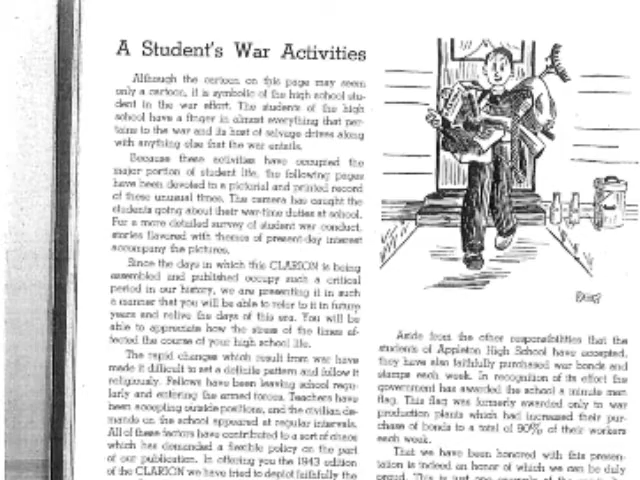 A Student's War Activities
Although the cartoon on this page may seem
only a cartoon, it is symbolic of the high school stu-
dent in the war effort. The students of the high
school have a finger in almost everything that per-
tains to the war and its host of salvage drives along
with anything else that the war entails.
Because these activities have occupied the
major portion of student life, the following pages
have been devoted to a pictorial and printed record
of these unusual times. The camera has caught the
students going about their war-time duties at school.
For a more detailed survey of student war conduct,
stories flavored with themes of present-day interest
accompany the pictures.
Since the days in which this CLARION is being
assembled and published occupy such a critical
period in our history, we are presenting it in such
a manner that you will be able to refer to it in future
years and relive the days of this era. You will be
able to appreciate how the stress of the times af-
fected the course of your high school life.
The rapid changes which result from war have
made it difficult to set a definite pattern and follow it
religiously. Fellows have been leaving school regu-
larly and entering the armed forces. Teachers have
been accepting outside positions, and the civilian de-
mands on the school appeared at regular intervals.
All of these factors have contributed to a sort of chaos
which has demanded a flexible policy on the part
of our publication. In offering you the 1943 edition
of the CLARION we have tried to depict faithfully the
Aside from the other responsibilities that the
students of Appleton High School have accepted,
they have also faithfully purchased war bonds and
stamps each week. In recognition of its effort the
government has awarded the school a minute man
flag. This flag was formerly awarded only to war
production plants which had increased their pur-
chase of bonds to a total of 90% of their workers
each week.
That we have been honored with this presen-
tation is indeed an honor of which we can be duly
proud. This is just one example of the